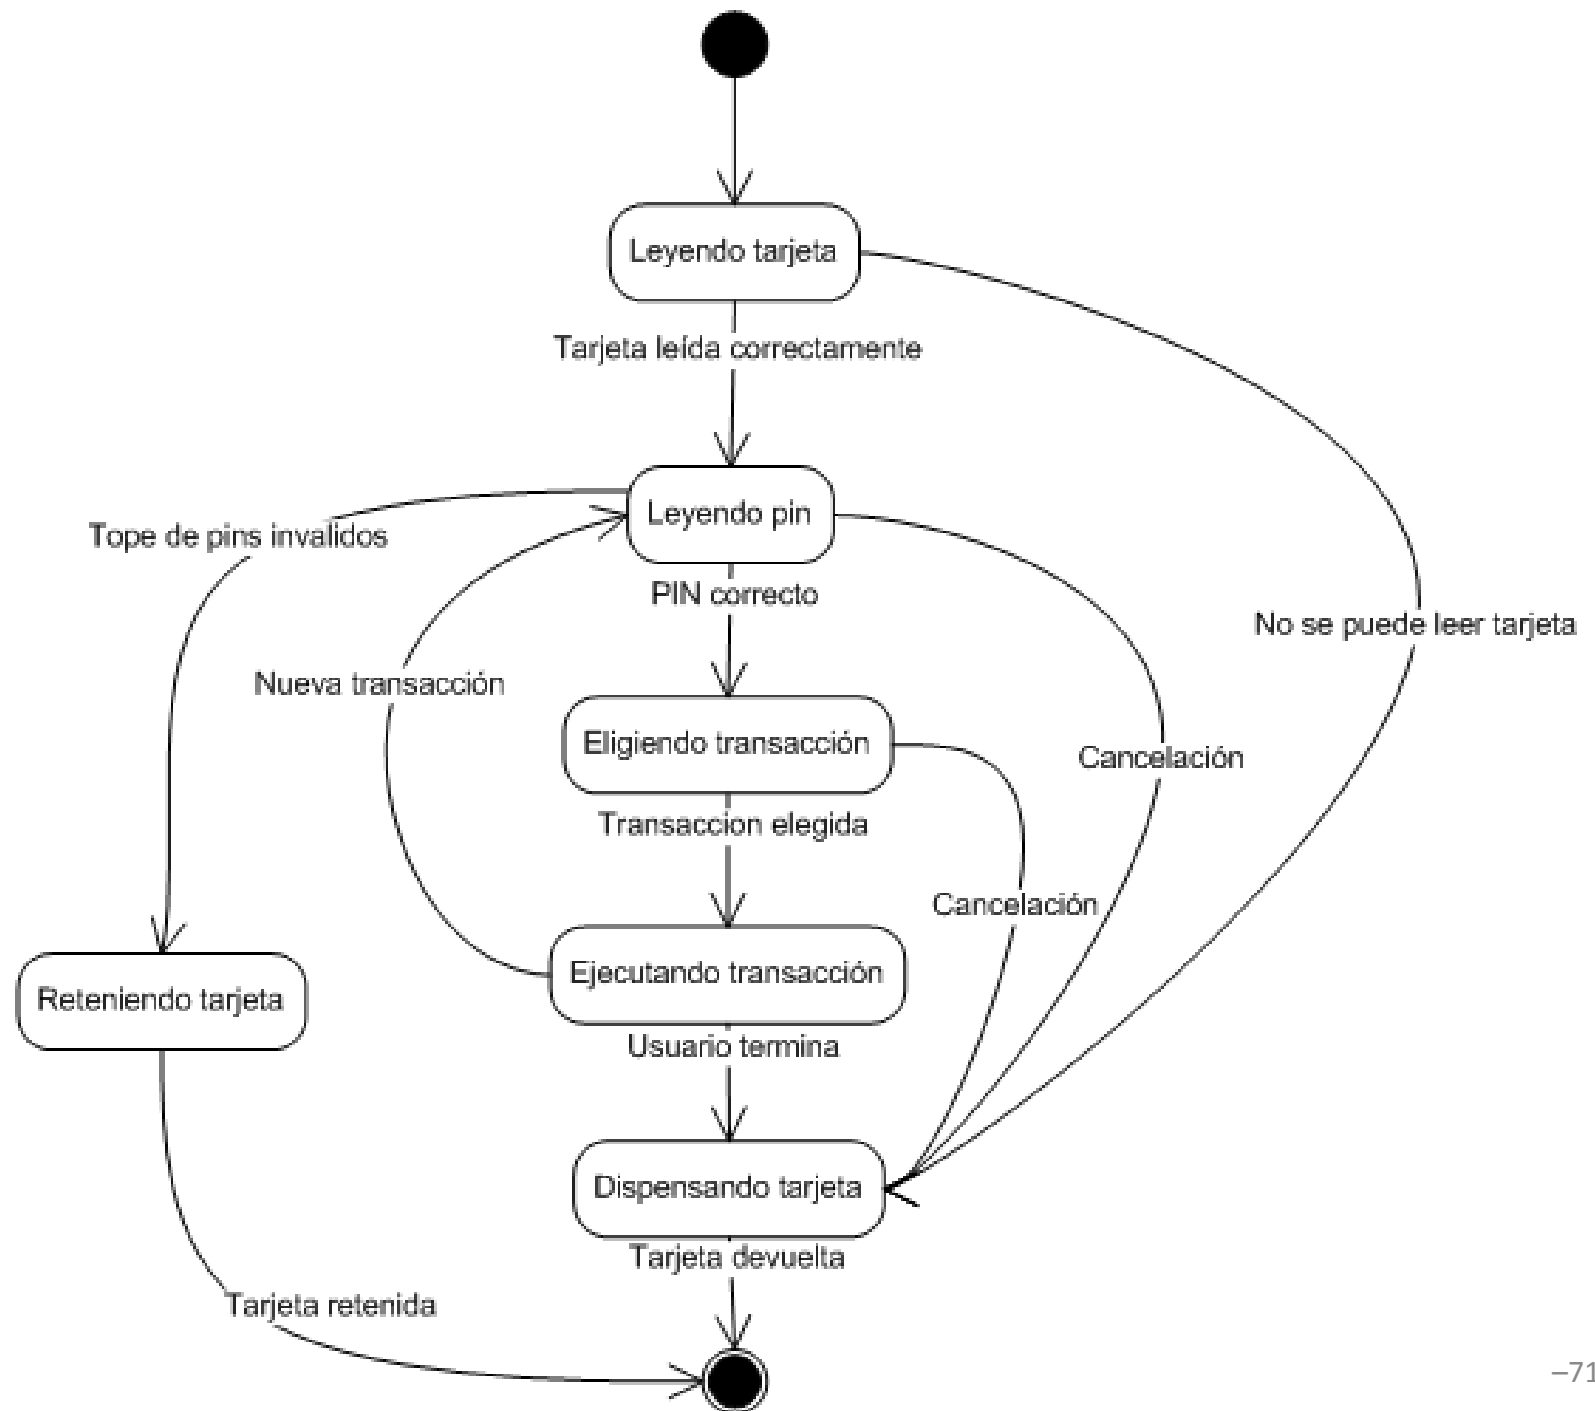 Leyendo tarjeta
Tarjeta leída correctamente
Leyendo pin
Tope de pins invalidos
PIN correcto
No se puede leer tarjeta
Nueva transacción
Eligiendo transacción
Cancelación
Transaccion elegida
Cancelación
Ejecutando transacción
Reteniendo tarjeta
Usuario termina
Dispensando tarjeta
Tarjeta devuelta
Tarjeta retenida
–71